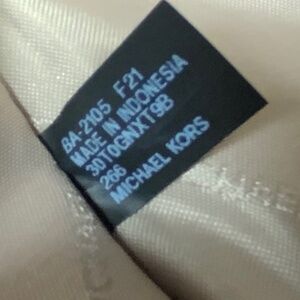 BA-2105 F21
MADE IN INDONESIA
30T0GNXT9B
266
MICHAEL KORS